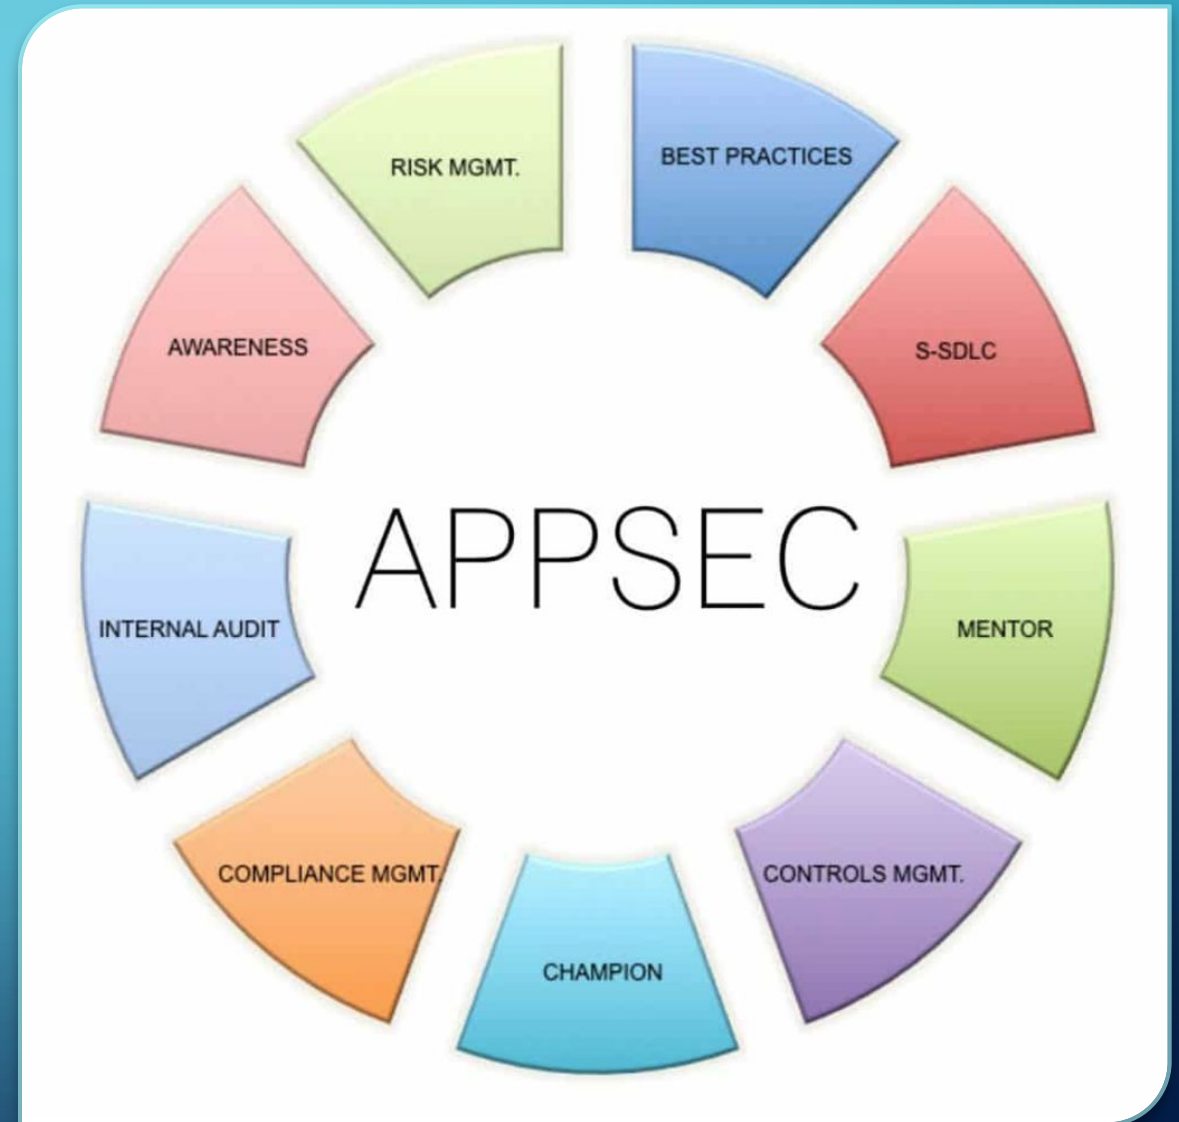 RISK MGMT.
BEST PRACTICES
AWARENESS
S-SDLC
APPSEC
INTERNAL AUDIT
MENTOR
COMPLIANCE MGMT.
CONTROLS MGMT.
CHAMPION